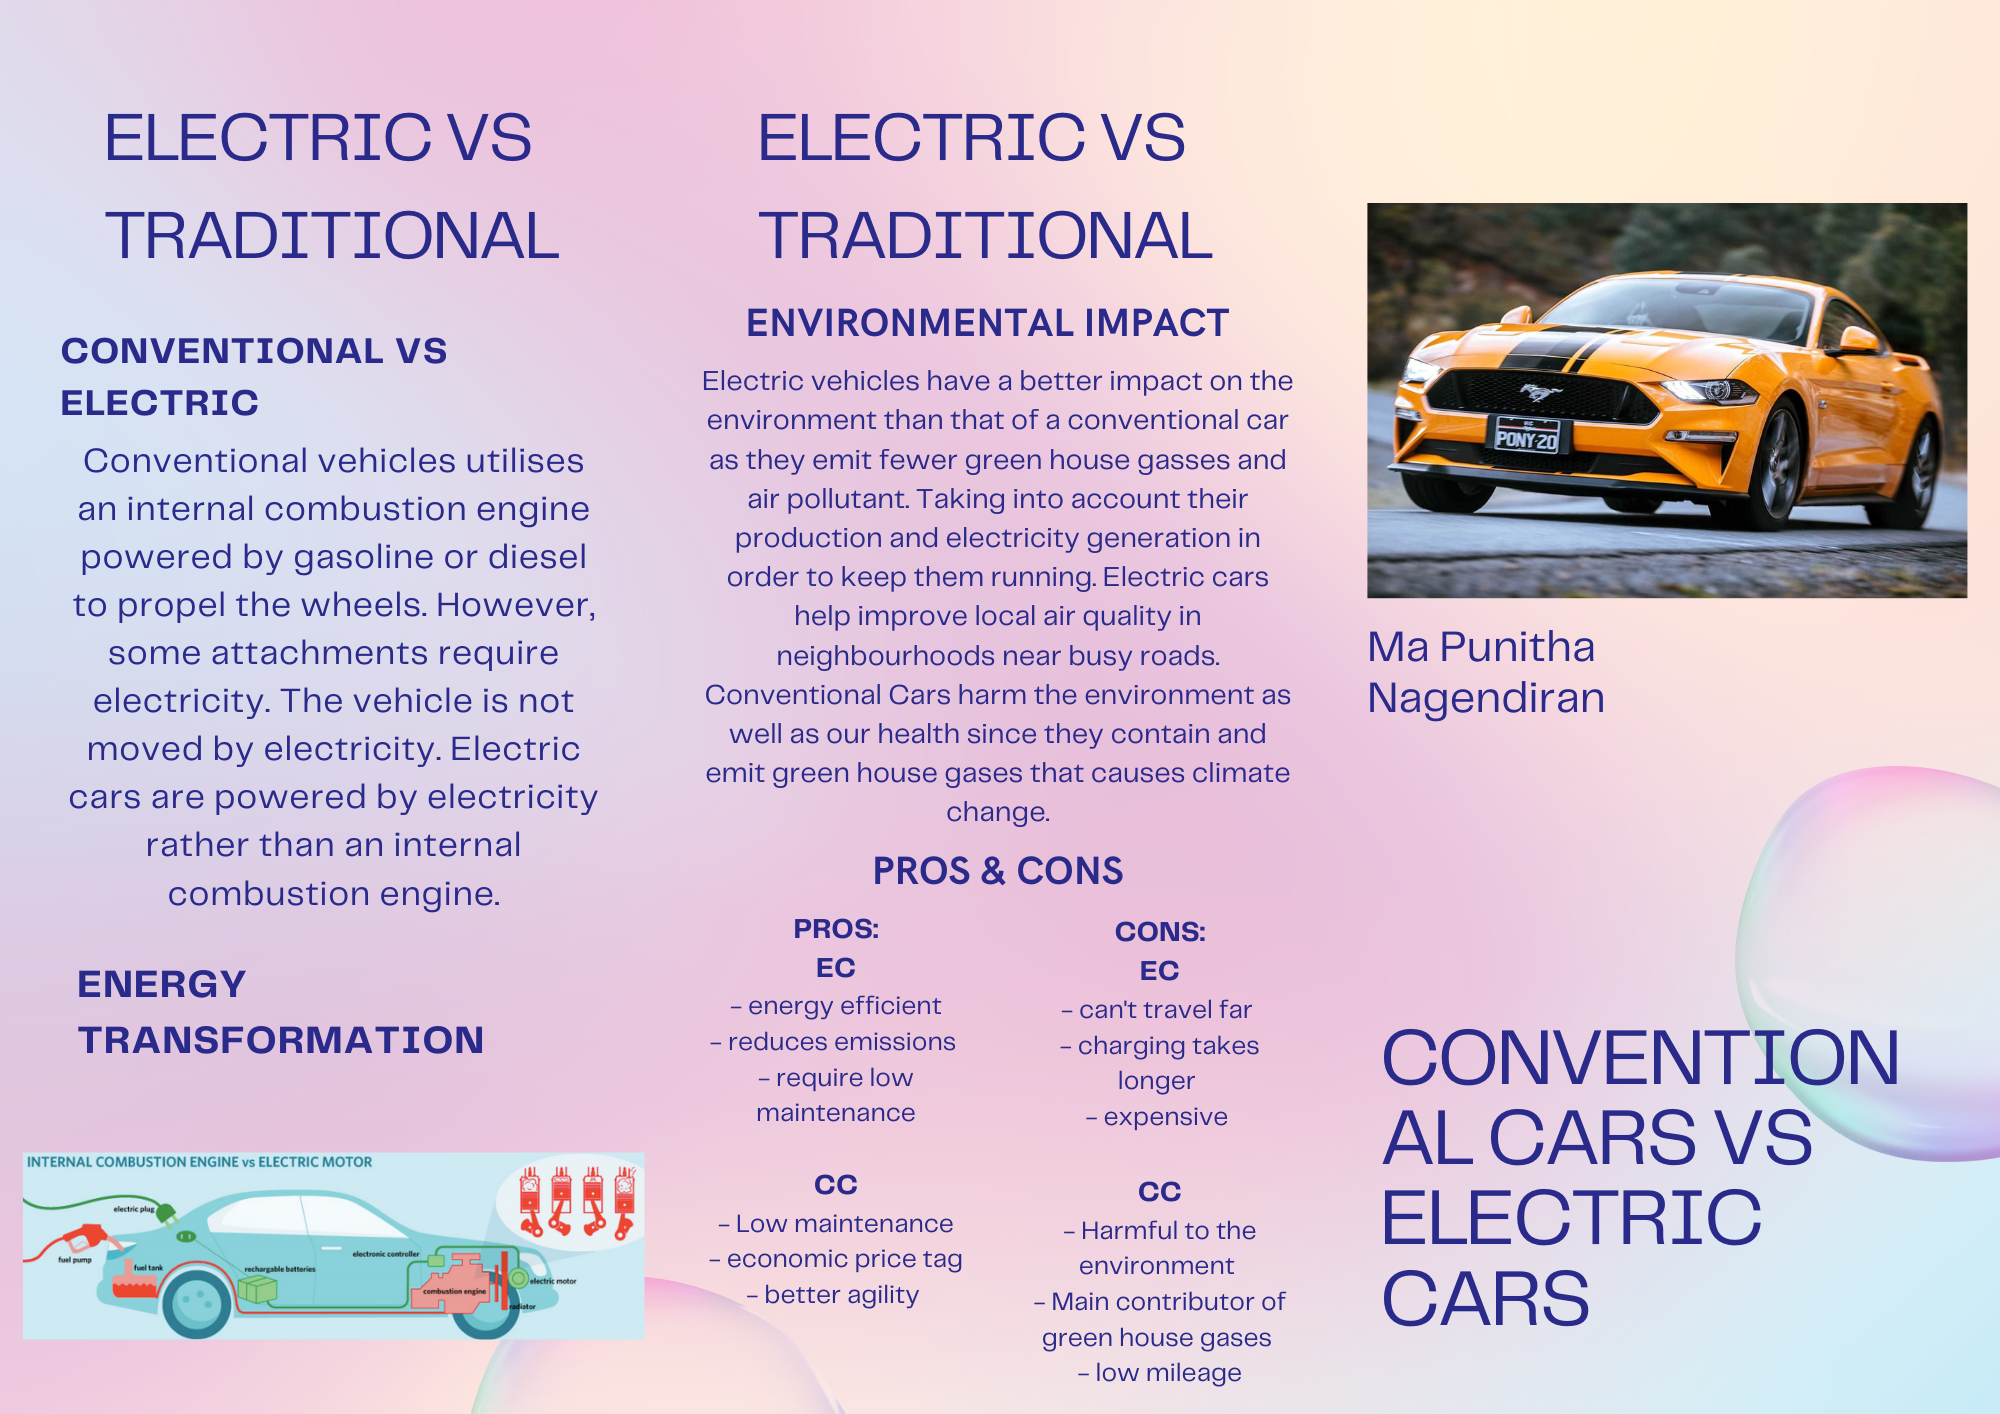 ELECTRIC VS
TRADITIONAL
CONVENTIONAL VS
ELECTRIC
Conventional vehicles utilises
an internal combustion engine
powered by gasoline or diesel
to propel the wheels. However,
some attachments require
electricity. The vehicle is not
moved by electricity. Electric
cars are powered by electricity
rather than an internal
combustion engine.
ENERGY
TRANSFORMATION
INTERNAL COMBUSTION ENGINE vs ELECTRIC MOTOR
electric plug
fuel pump
fuel tank
rechargable batteries
electronic controller
combustion engine
electric motor
radiator
ELECTRIC VS
TRADITIONAL
ENVIRONMENTAL IMPACT
Electric vehicles have a better impact on the
environment than that of a conventional car
as they emit fewer green house gasses and
air pollutant. Taking into account their
production and electricity generation in
order to keep them running. Electric cars
help improve local air quality in
neighbourhoods near busy roads.
Conventional Cars harm the environment as
well as our health since they contain and
emit green house gases that causes climate
change.
PROS & CONS
PROS:
EC
- energy efficient
- reduces emissions
- require low
maintenance
CC
- Low maintenance
- economic price tag
- better agility
CONS:
EC
- can't travel far
- charging takes
longer
- expensive
CC
- Harmful to the
environment
- Main contributor of
green house gases
- low mileage
PONY-20
Ma Punitha
Nagendiran
CONVENTION
AL CARS VS
ELECTRIC
CARS